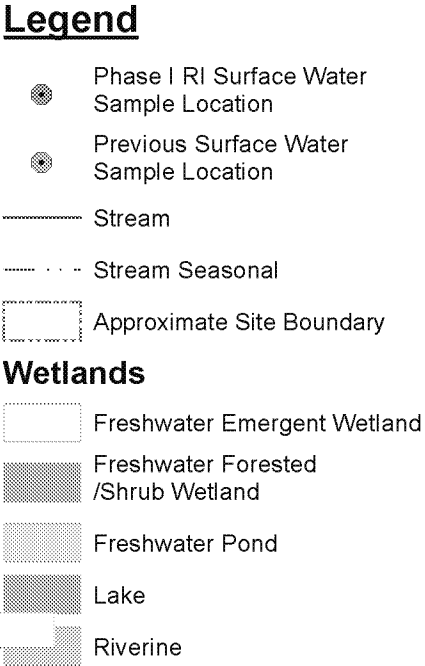 Legend
Phase I RI Surface Water
Sample Location
Previous Surface Water
Sample Location
Stream
Stream Seasonal
Approximate Site Boundary
Wetlands
Freshwater Emergent Wetland
Freshwater Forested
/Shrub Wetland
Freshwater Pond
Lake
Riverine